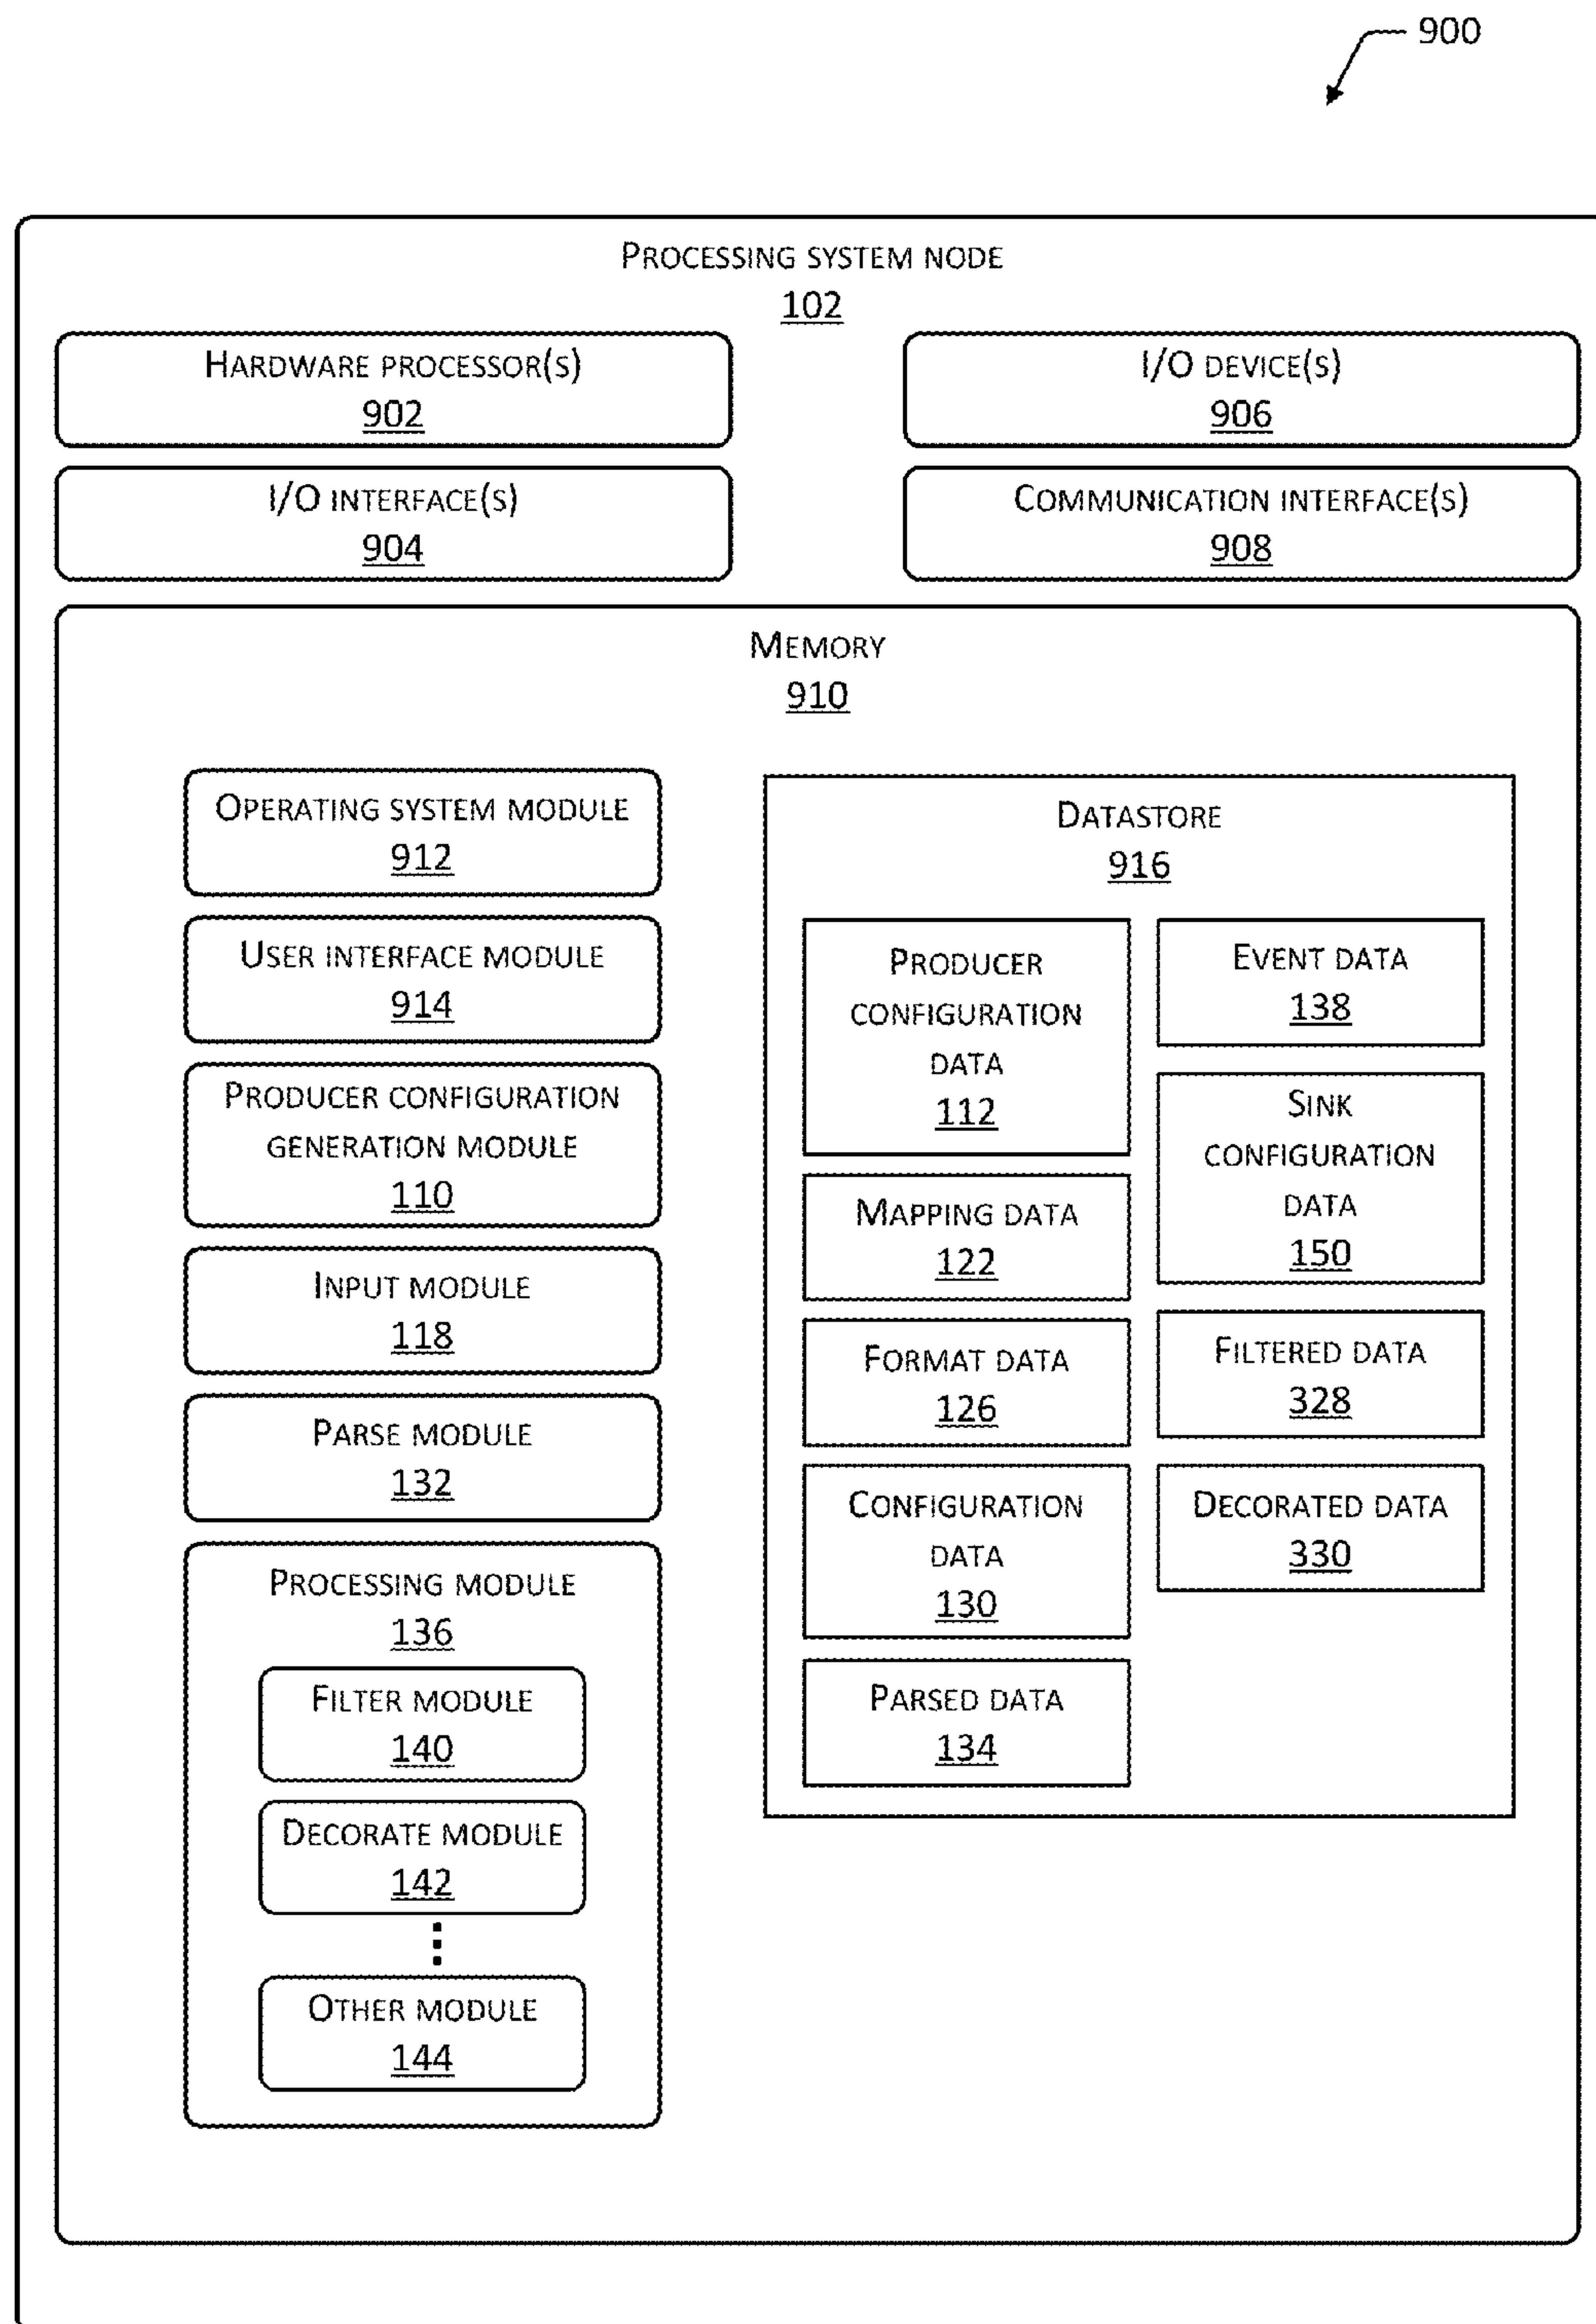 900
PROCESSING SYSTEM NODE
102
HARDWARE PROCESSOR(S)
902
I/O DEVICE(S)
906
I/O INTERFACE(S)
904
COMMUNICATION INTERFACE(S)
908
MEMORY
910
OPERATING SYSTEM MODULE
912
USER INTERFACE MODULE
914
PRODUCER CONFIGURATION
GENERATION MODULE
110
INPUT MODULE
118
PARSE MODULE
132
PROCESSING MODULE
136
FILTER MODULE
140
DECORATE MODULE
142
OTHER MODULE
144
DATASTORE
916
PRODUCER
CONFIGURATION
DATA
112
MAPPING DATA
122
FORMAT DATA
126
CONFIGURATION
DATA
130
PARSED DATA
134
EVENT DATA
138
SINK
CONFIGURATION
DATA
150
FILTERED DATA
328
DECORATED DATA
330